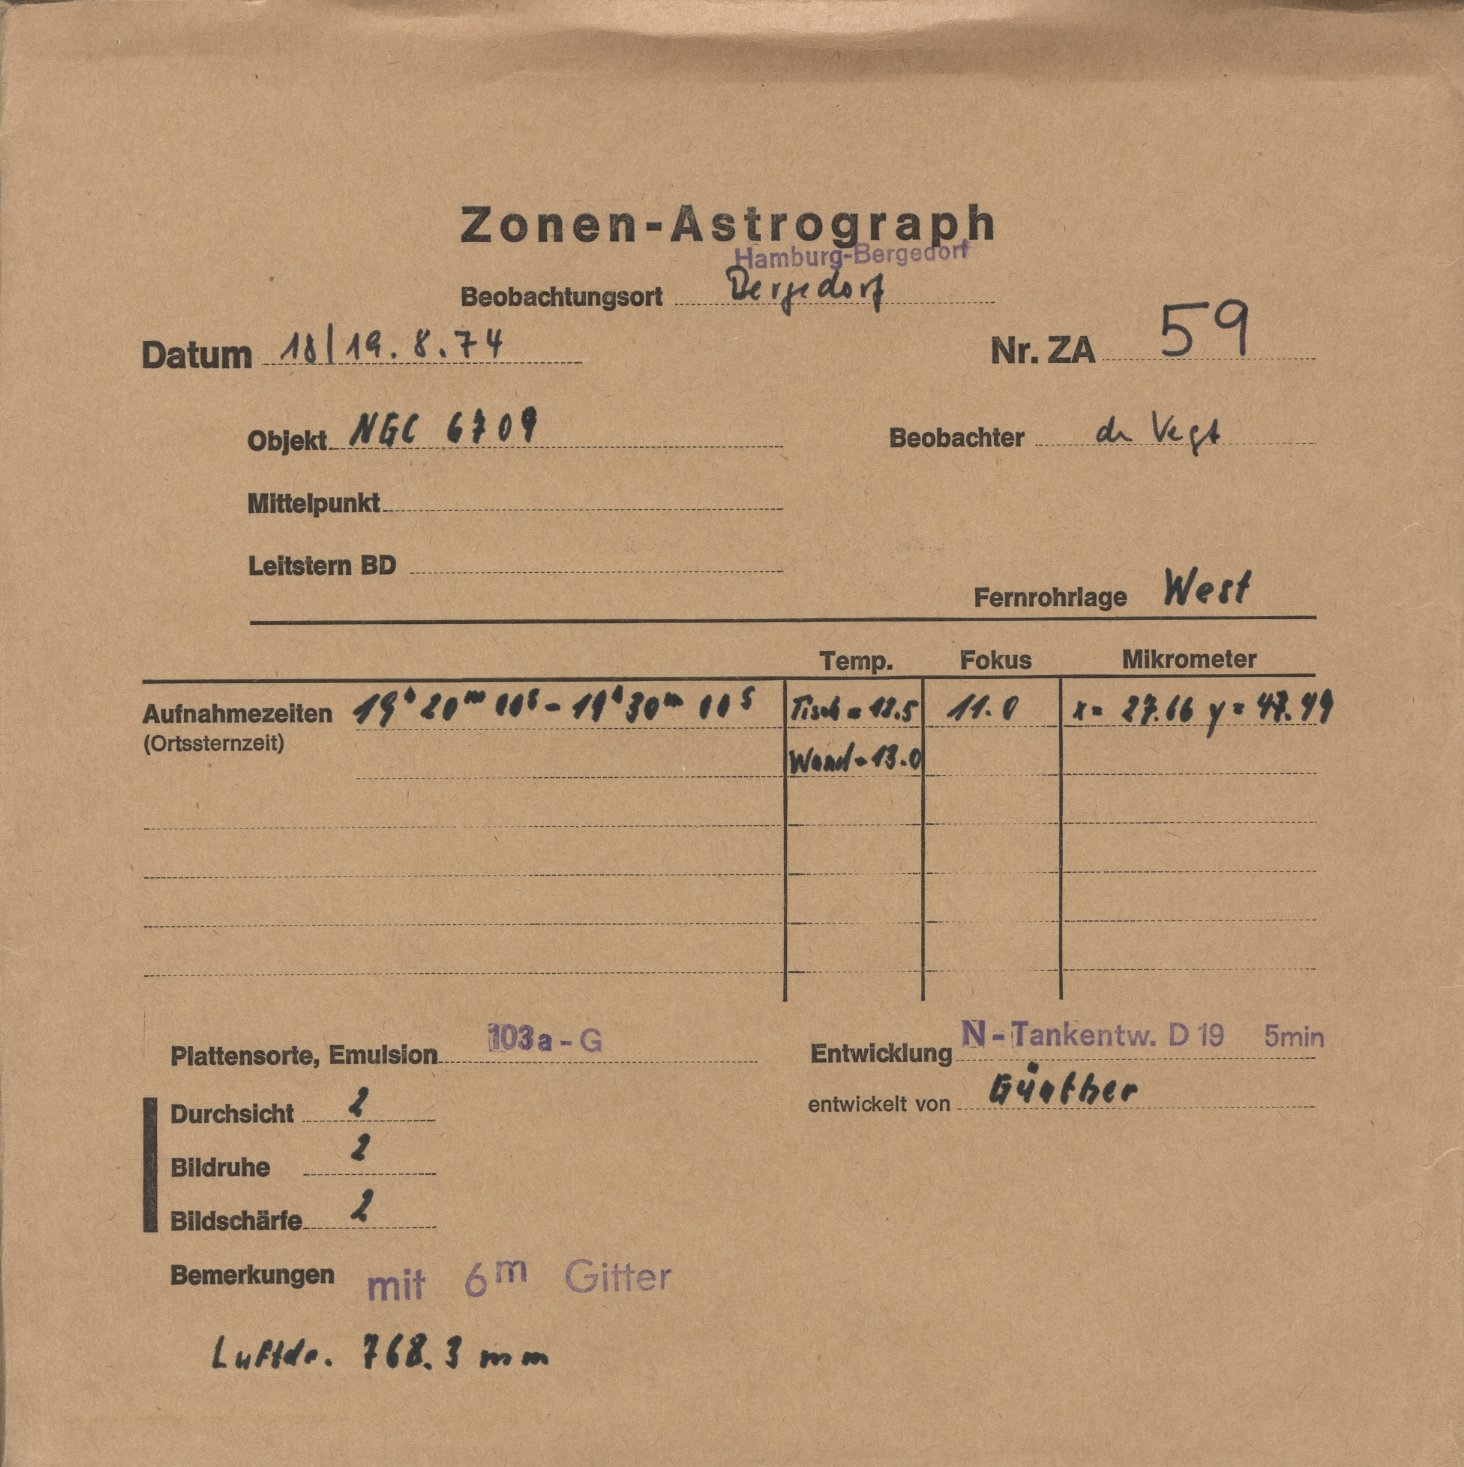 Zonen-Astrograph
Hamburg-Bergedorf
Beobachtungsort Bergedorf
Datum 18/19.8.74 Nr. ZA 59
Objekt NGC 6709 Beobachter de Vegt
Mittelpunkt
Leitstern BD
Fernrohrlage West
Temp. Fokus Mikrometer
Aufnahmezeiten 19h 20m 00s - 19h 30m 00s Tisch = 12.5 11.0 x = 27.66 y =
(Ortssternzeit)
Wand = 13.0
Plattensorte, Emulsion 103a-G Entwicklung N-Tankentw. D 19 5min
entwickelt von Günther
Durchsicht 2
Bildruhe 2
Bildschärfe 2
Bemerkungen mit 6m Gitter
Luftdr. 768.3 mm